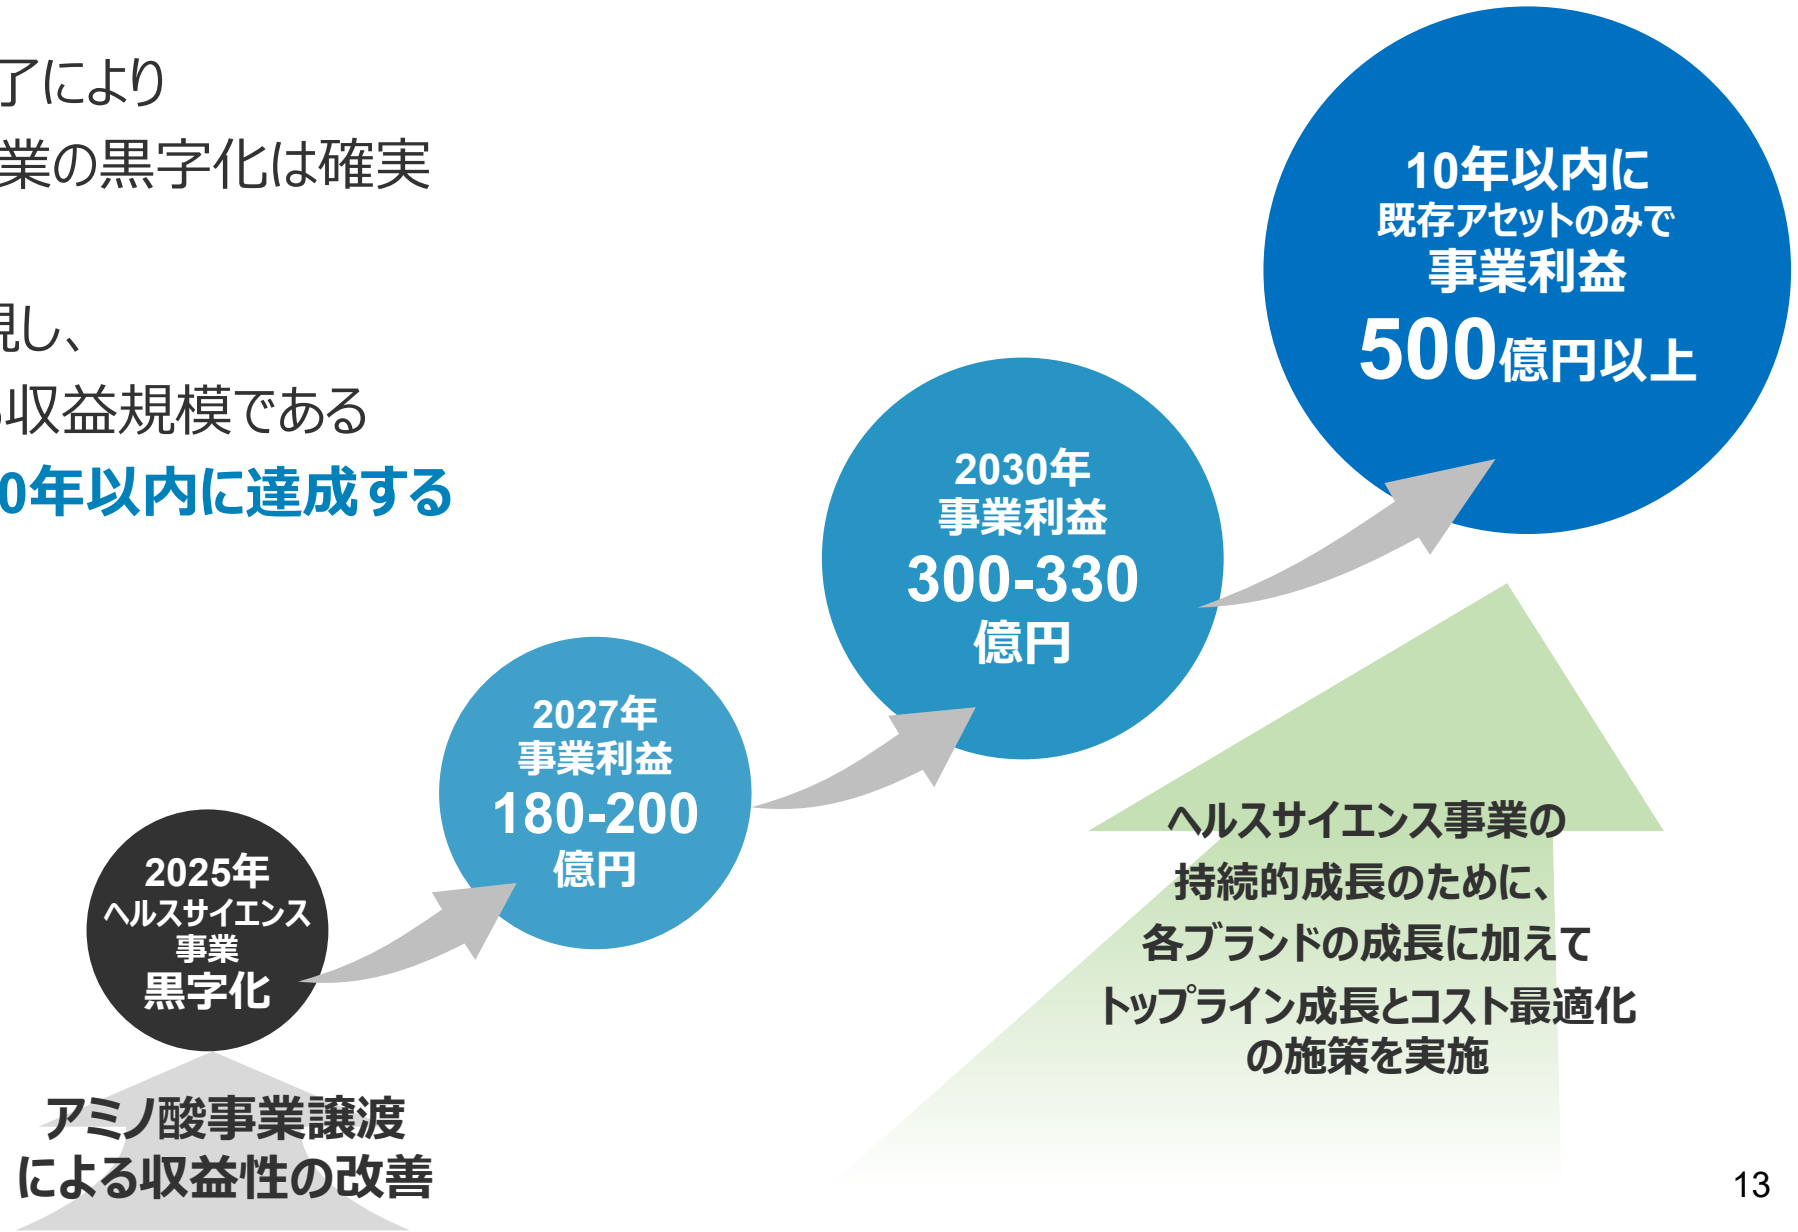 了により
業の黒字化は確実
現し、
収益規模である
0年以内に達成する
10年以内に
既存アセットのみで
事業利益
500億円以上
2030年
事業利益
300-330
億円
2027年
事業利益
180-200
億円
2025年
ヘルスサイエンス
事業
黒字化
アミノ酸事業譲渡
による収益性の改善
ヘルスサイエンス事業の
持続的成長のために、
各ブランドの成長に加えて
トップライン成長とコスト最適化
の施策を実施
13